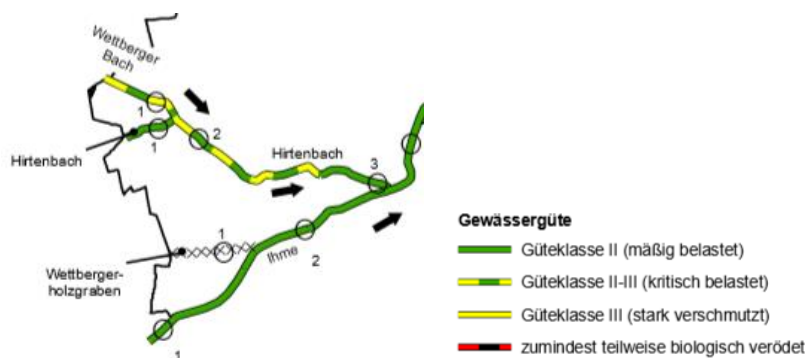 Wettberger
Bach
1
1
2
Hirtenbach
Hirtenbach
3
1
Wettberger-
holzgraben
Ihme
2
1
Gewässergüte
Güteklasse II (mäßig belastet)
Güteklasse II-III (kritisch belastet)
Güteklasse III (stark verschmutzt)
zumindest teilweise biologisch verödet